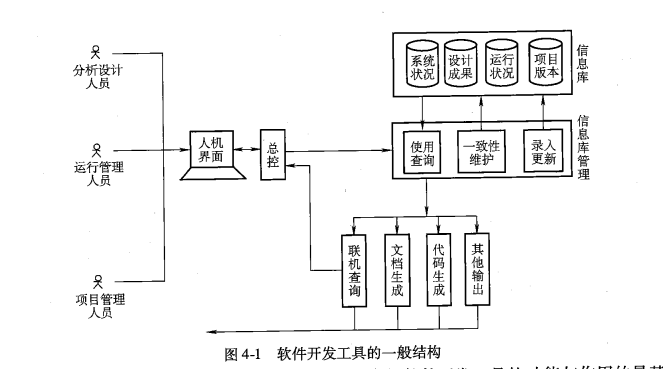 分析设计
人员
运行管理
人员
项目管理
人员
人机
界面
总
控
系统
状况
设计
成果
运行
状况
项目
版本
信
息
库
使用
查询
一致性
维护
录入
更新
信
息
库
管
理
联
机
查
询
文
档
生
成
代
码
生
成
其
他
输
出
图 4-1 软件开发工具的一般结构